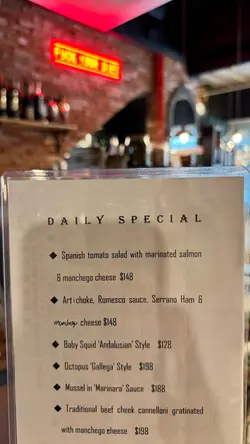 DAILY SPECIAL
Spanish tomato salad with marinated salmon
& manchego cheese $148
Artichoke, Romesco sauce, Serrano Ham &
manchego cheese $148
Baby Squid 'Andalusian' Style $128
Octopus 'Gallega' Style $198
Mussel in 'Marinara' Sauce $188
Traditional beef cheek cannelloni gratinated
with manchego cheese $198